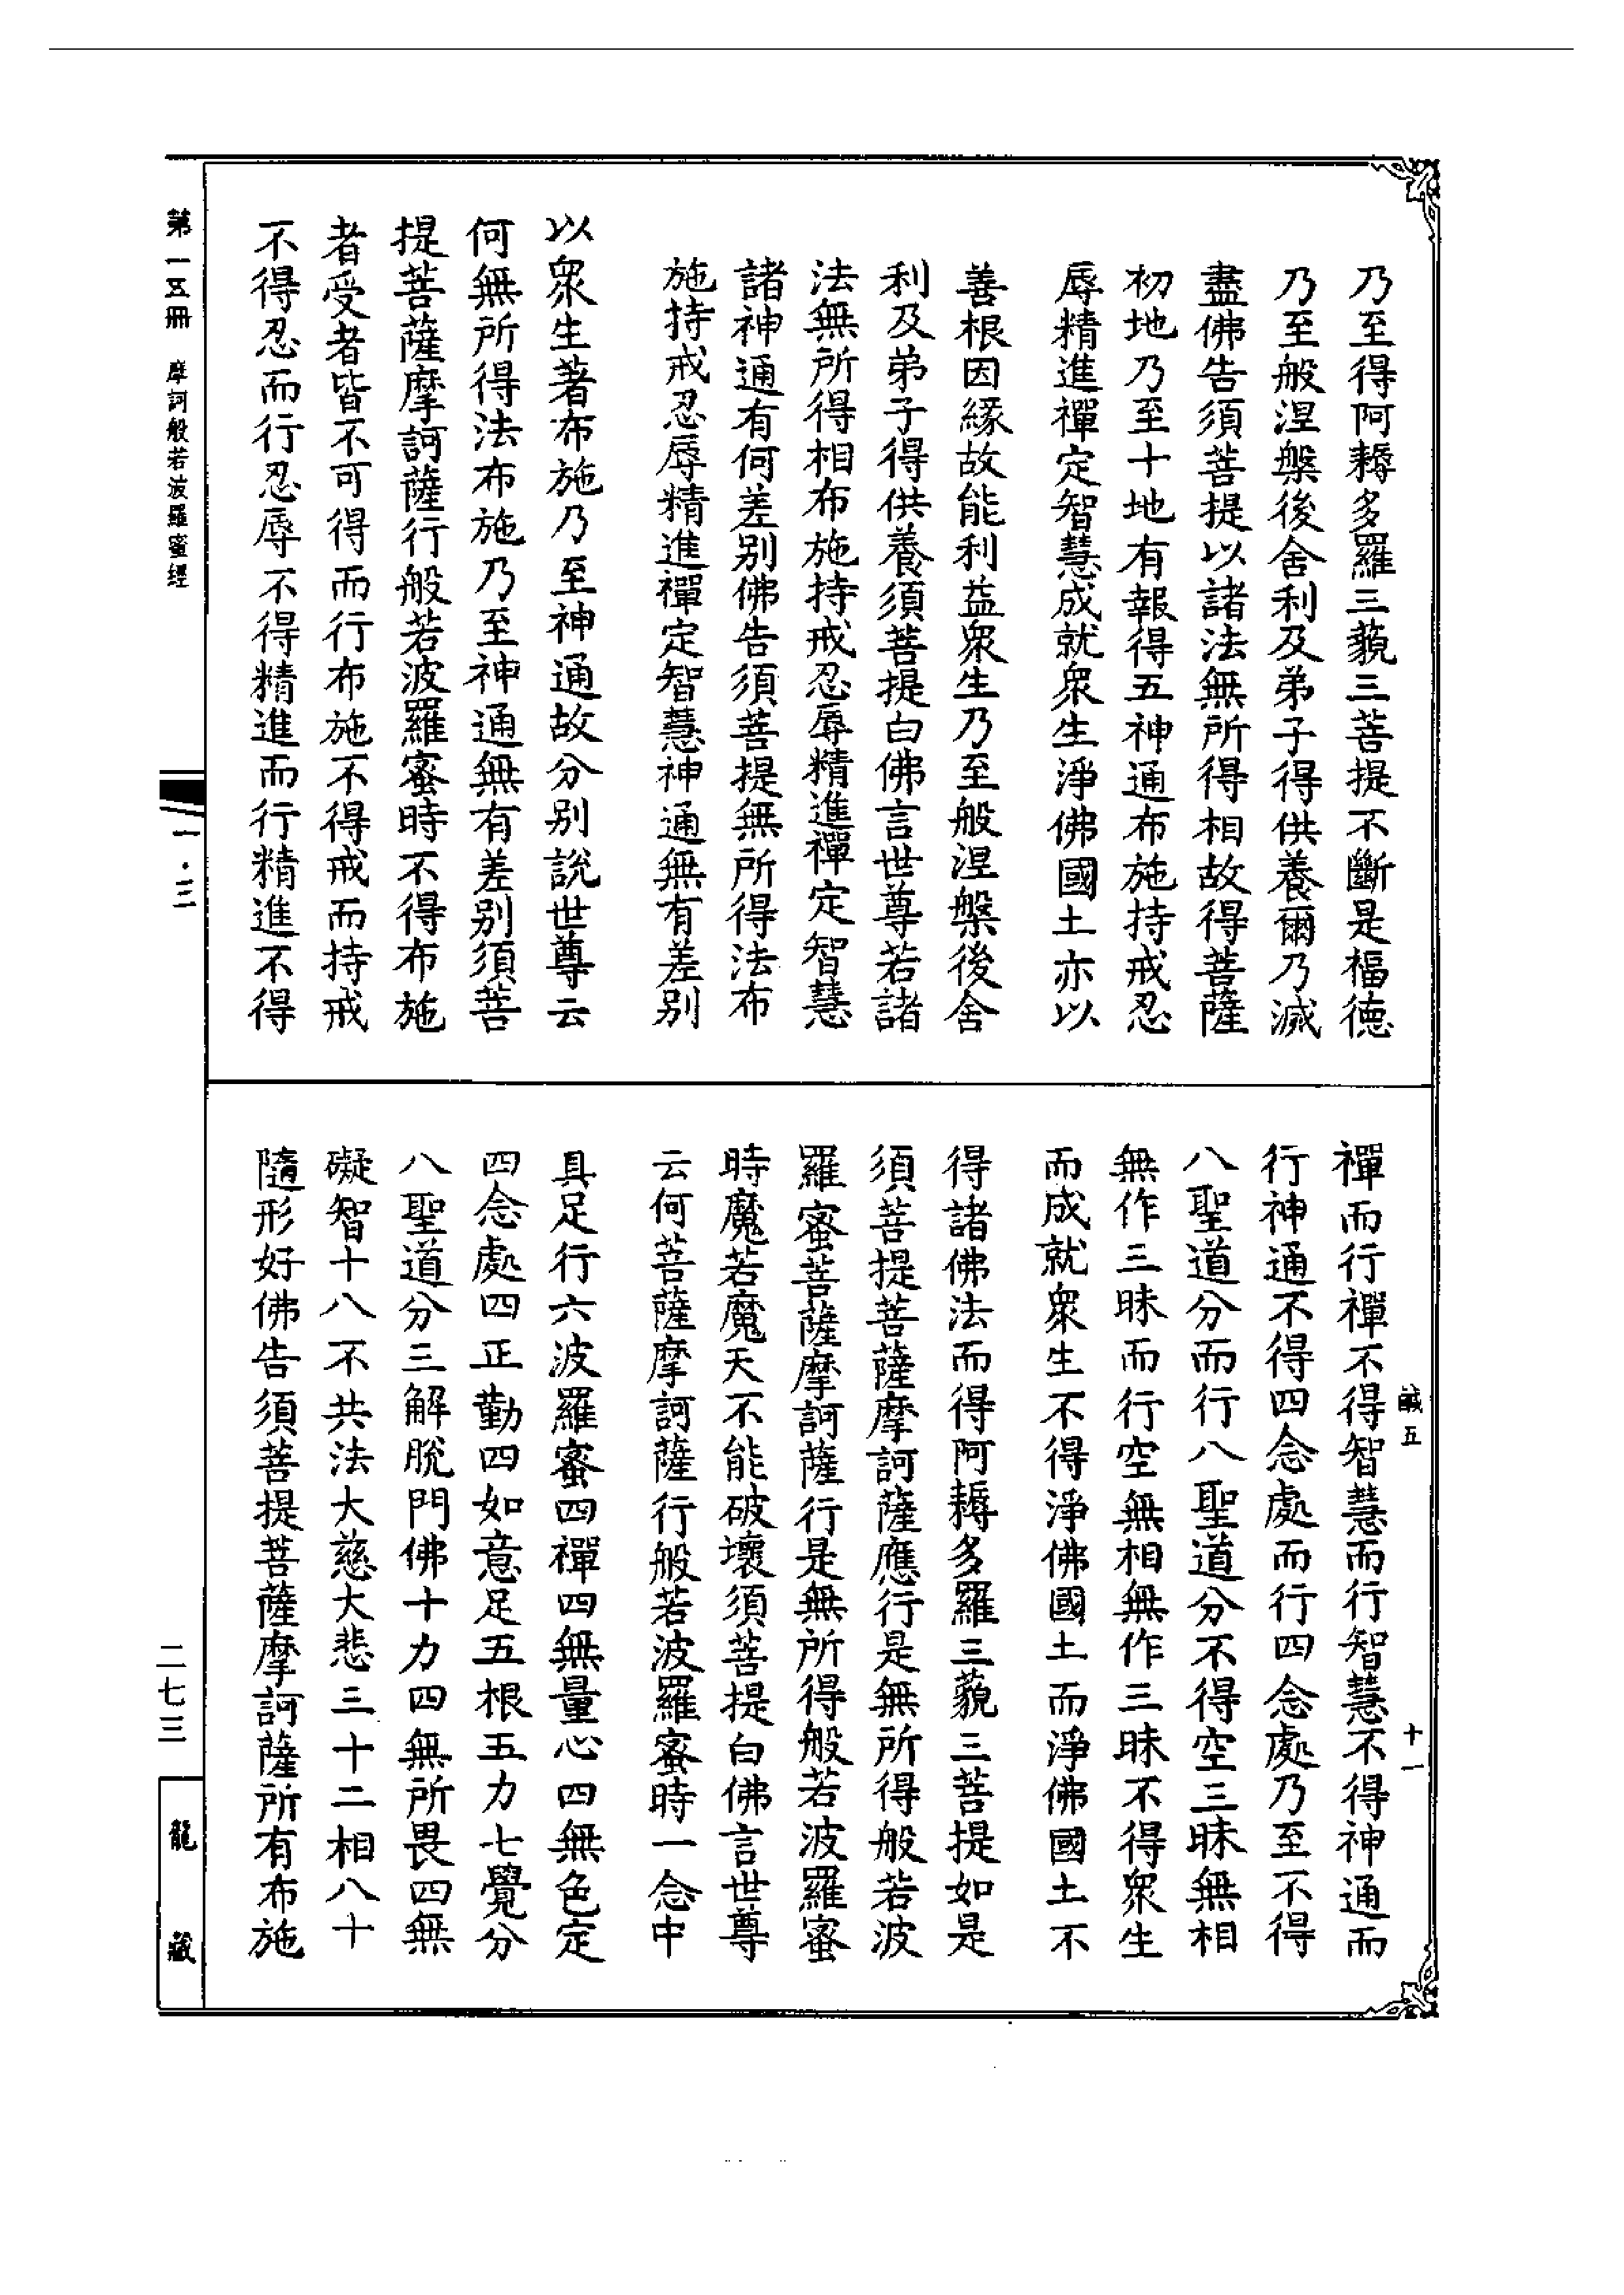 乃至得阿耨多羅三藐三菩提不斷是福德
乃至般涅槃後舍利及弟子得供養爾乃滅
盡佛告須菩提以諸法無所得相故得菩薩
初地乃至十地有報得五神通布施持戒忍
辱精進禪定智慧成就眾生淨佛國土亦以
善根因緣故能利益眾生乃至般涅槃後舍
利及弟子得供養須菩提白佛言世尊若諸
法無所得相布施持戒忍辱精進禪定智慧
諸神通有何差別佛告須菩提無所得法布
施持戒忍辱精進禪定智慧神通無有差別
以眾生著布施乃至神通故分別說世尊云
何無所得法布施乃至神通無有差別須菩
提菩薩摩訶薩行般若波羅蜜時不得布施
者受者皆不可得而行布施不得戒而持戒
不得忍而行忍辱不得精進而行精進不得
禪而行禪不得智慧而行智慧不得神通而
行神通不得四念處而行四念處乃至不得
八聖道分而行八聖道分不得空三昧無相
無作三昧而行空無相無作三昧不得眾生
而成就眾生不得淨佛國土而淨佛國土不
得諸佛法而得阿耨多羅三藐三菩提如是
須菩提菩薩摩訶薩應行是無所得般若波
羅蜜菩薩摩訶薩行是無所得般若波羅蜜
時魔若魔天不能破壞須菩提白佛言世尊
云何菩薩摩訶薩行般若波羅蜜時一念中
具足行六波羅蜜四禪四無量心四無色定
四念處四正勤四如意足五根五力七覺分
八聖道分三解脫門佛十力四無所畏四無
礙智十八不共法大慈大悲三十二相八十
隨形好佛告須菩提菩薩摩訶薩所有布施
鹹五
十一
第一五冊 摩訶般若波羅蜜經
一·三
二七三
龍藏